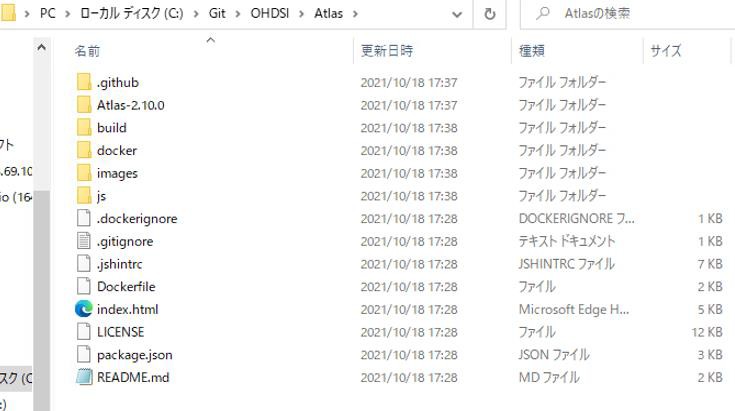 PC > ローカル ディスク (C:) > Git > OHDSI > Atlas >
Atlasの検索
名前 更新日時 種類 サイズ
.github 2021/10/18 17:37 ファイル フォルダー
Atlas-2.10.0 2021/10/18 17:37 ファイル フォルダー
build 2021/10/18 17:38 ファイル フォルダー
docker 2021/10/18 17:38 ファイル フォルダー
images 2021/10/18 17:38 ファイル フォルダー
js 2021/10/18 17:38 ファイル フォルダー
.dockerignore 2021/10/18 17:28 DOCKERIGNORE フ... 1 KB
.gitignore 2021/10/18 17:28 テキスト ドキュメント 1 KB
.jshintrc 2021/10/18 17:28 JSHINTRC ファイル 7 KB
Dockerfile 2021/10/18 17:28 ファイル 2 KB
index.html 2021/10/18 17:28 Microsoft Edge H... 5 KB
LICENSE 2021/10/18 17:28 ファイル 12 KB
package.json 2021/10/18 17:28 JSON ファイル 3 KB
README.md 2021/10/18 17:28 MD ファイル 2 KB
フト
.69.10
io (164
スク (C
:)